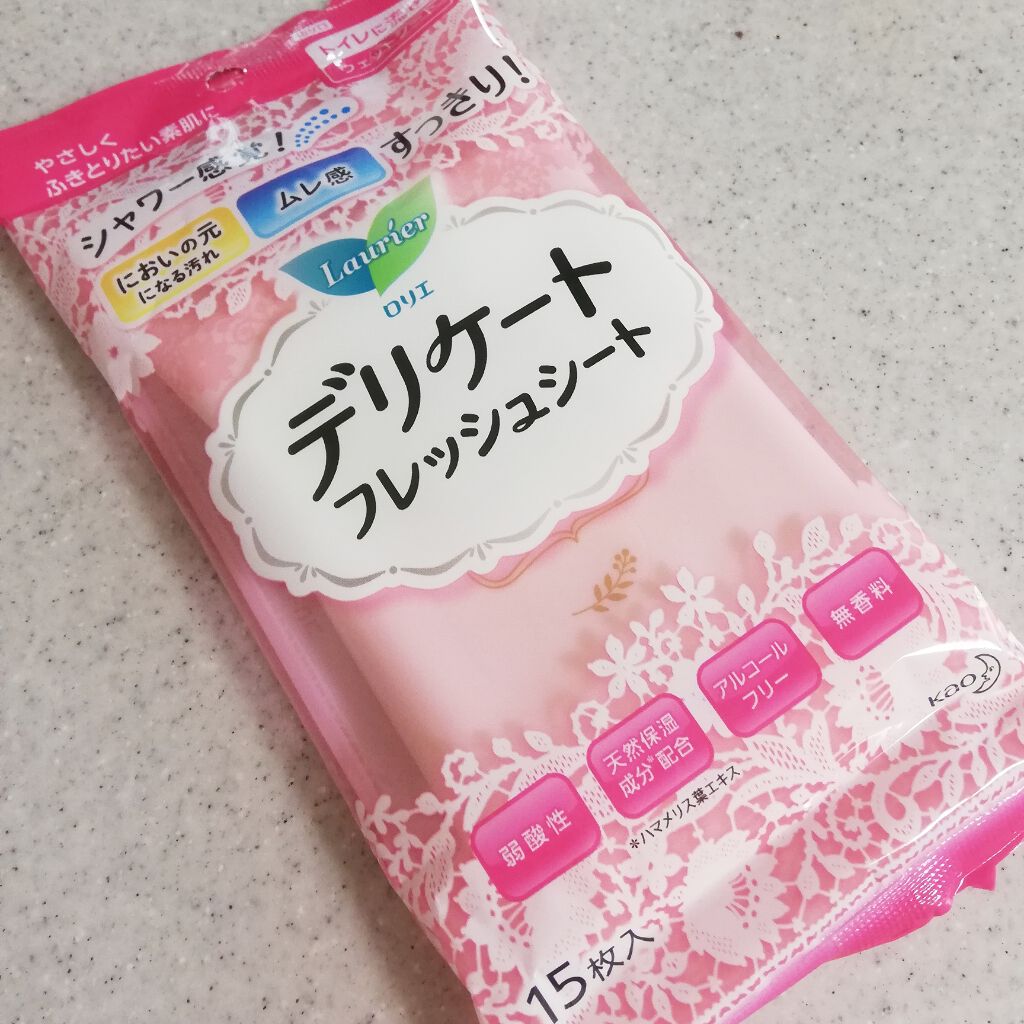 トイレに流せる
やさしく
ふきとりたい素肌に
シャワー感覚！
においの元
になる汚れ
ムレ感
すっきり！
Laurier
ロリエ
デリケート
フレッシュシート
無香料
アルコール
フリー
天然保湿
成分*配合
弱酸性
*ハマメリス葉エキス
Kao
15枚入